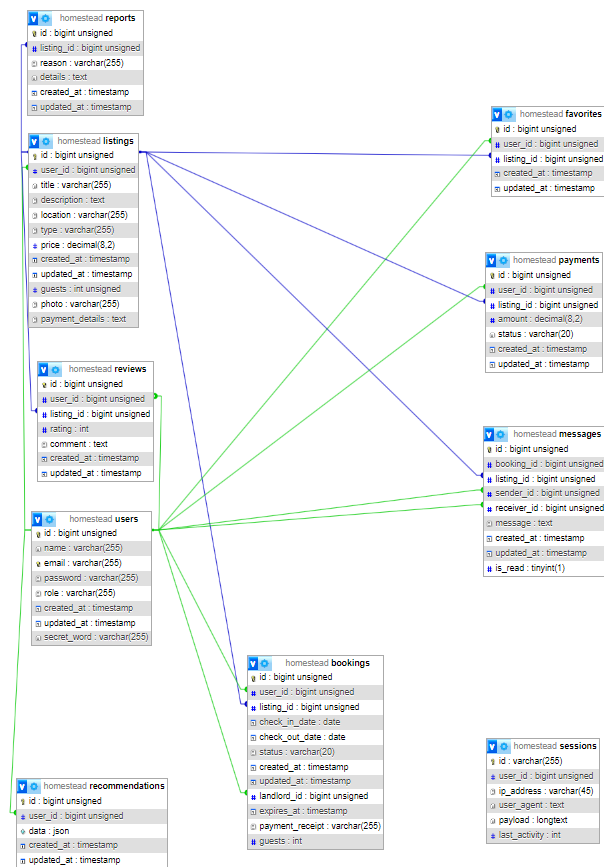 homestead reports
id : bigint unsigned
listing_id : bigint unsigned
reason : varchar(255)
details : text
created_at : timestamp
updated_at : timestamp
homestead listings
id : bigint unsigned
user_id : bigint unsigned
title : varchar(255)
description : text
location : varchar(255)
type : varchar(255)
price : decimal(8,2)
created_at : timestamp
updated_at : timestamp
guests : int unsigned
photo : varchar(255)
payment_details : text
homestead favorites
id : bigint unsigned
user_id : bigint unsigned
listing_id : bigint unsigned
created_at : timestamp
updated_at : timestamp
homestead payments
id : bigint unsigned
user_id : bigint unsigned
listing_id : bigint unsigned
amount : decimal(8,2)
status : varchar(20)
created_at : timestamp
updated_at : timestamp
homestead reviews
id : bigint unsigned
user_id : bigint unsigned
listing_id : bigint unsigned
rating : int
comment : text
created_at : timestamp
updated_at : timestamp
homestead messages
id : bigint unsigned
booking_id : bigint unsigned
listing_id : bigint unsigned
sender_id : bigint unsigned
receiver_id : bigint unsigned
message : text
created_at : timestamp
updated_at : timestamp
is_read : tinyint(1)
homestead users
id : bigint unsigned
name : varchar(255)
email : varchar(255)
password : varchar(255)
role : varchar(255)
created_at : timestamp
updated_at : timestamp
secret_word : varchar(255)
homestead bookings
id : bigint unsigned
user_id : bigint unsigned
listing_id : bigint unsigned
check_in_date : date
check_out_date : date
status : varchar(20)
created_at : timestamp
updated_at : timestamp
landlord_id : bigint unsigned
expires_at : timestamp
payment_receipt : varchar(255)
guests : int
homestead sessions
id : varchar(255)
user_id : bigint unsigned
ip_address : varchar(45)
user_agent : text
payload : longtext
last_activity : int
homestead recommendations
id : bigint unsigned
user_id : bigint unsigned
data : json
created_at : timestamp
updated_at : timestamp